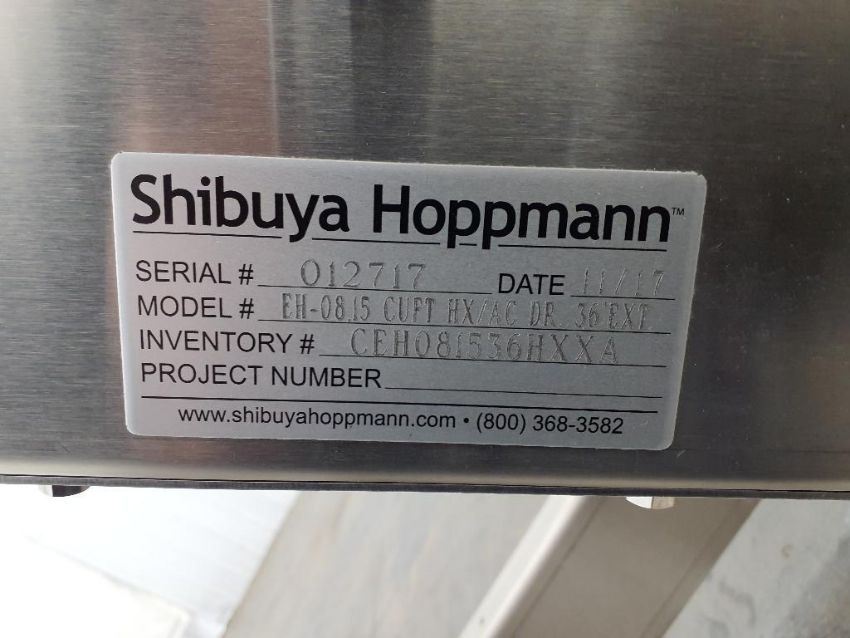 Shibuya Hoppmann™
SERIAL # 012717 DATE 11/17
MODEL # EH-08,15 CUFT HX/AC DR, 36"EXT
INVENTORY # CEH081536HXXA
PROJECT NUMBER
www.shibuyahoppmann.com • (800) 368-3582